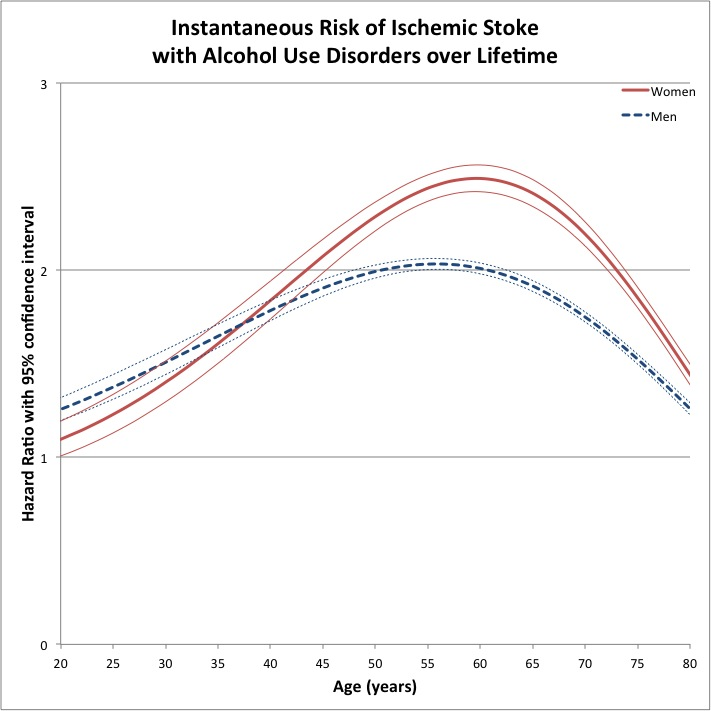 Instantaneous Risk of Ischemic Stoke
with Alcohol Use Disorders over Lifetime
Women
Men
Hazard Ratio with 95% confidence interval
3
2
1
0
20 25 30 35 40 45 50 55 60 65 70 75 80
Age (years)